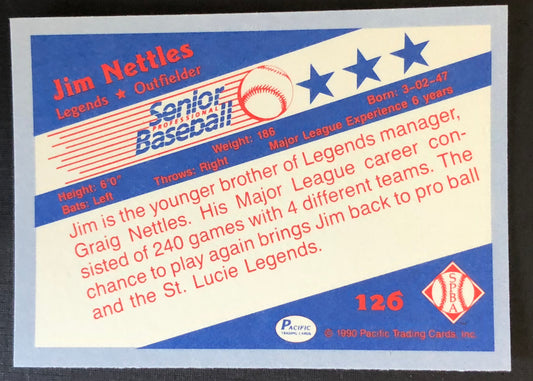 Jim Nettles
Legends ★ Outfielder
Senior
PROFESSIONAL
Baseball
Height: 6'0" Weight: 186 Born: 3-02-47
Bats: Left Throws: Right Major League Experience 6 years
Jim is the younger brother of Legends manager,
Graig Nettles. His Major League career con-
sisted of 240 games with 4 different teams. The
chance to play again brings Jim back to pro ball
and the St. Lucie Legends.
126
SPBA
PACIFIC
TRADING CARDS
© 1990 Pacific Trading Cards, Inc.